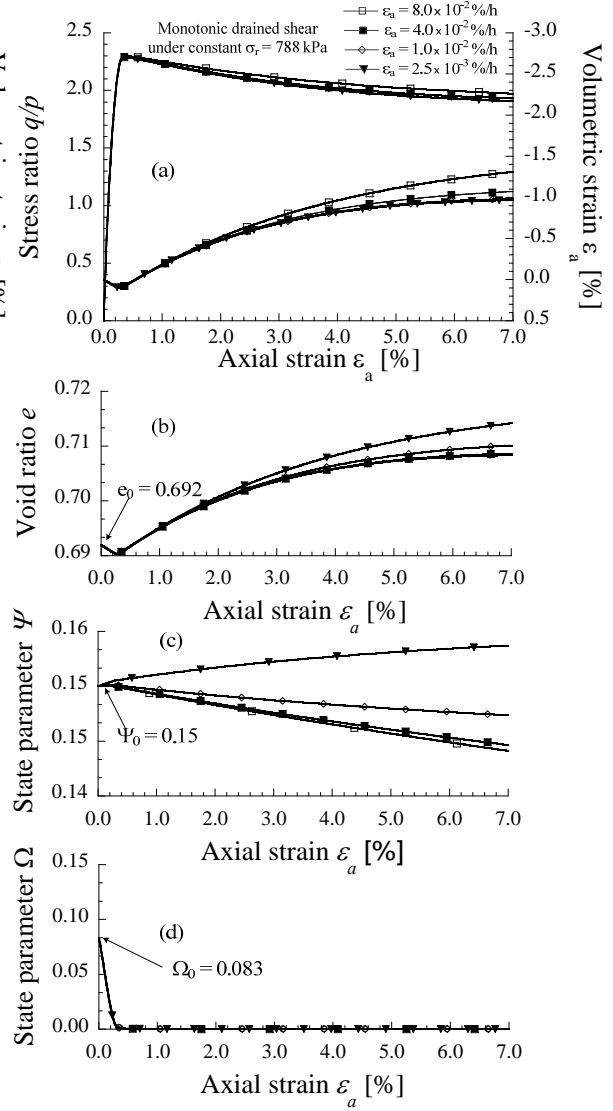 Monotonic drained shear
under constant σr = 788 kPa
εa = 8.0× 10-2 %/h
εa = 4.0× 10-2 %/h
εa = 1.0× 10-2 %/h
εa = 2.5× 10-3 %/h
Stress ratio q/p
2.5
2.0
1.5
1.0
0.5
0.0
(a)
Volumetric strain εa [%]
-3.0
-2.5
-2.0
-1.5
-1.0
-0.5
0.0
0.5
0.0 1.0 2.0 3.0 4.0 5.0 6.0 7.0
Axial strain εa [%]
Void ratio e
0.72
0.71
0.70
0.69
(b)
e0 = 0.692
0.0 1.0 2.0 3.0 4.0 5.0 6.0 7.0
Axial strain εa [%]
State parameter Ψ
0.16
0.15
0.15
0.14
(c)
Ψ0 = 0.15
0.0 1.0 2.0 3.0 4.0 5.0 6.0 7.0
Axial strain εa [%]
State parameter Ω
0.15
0.10
0.05
0.00
(d)
Ω0 = 0.083
0.0 1.0 2.0 3.0 4.0 5.0 6.0 7.0
Axial strain εa [%]